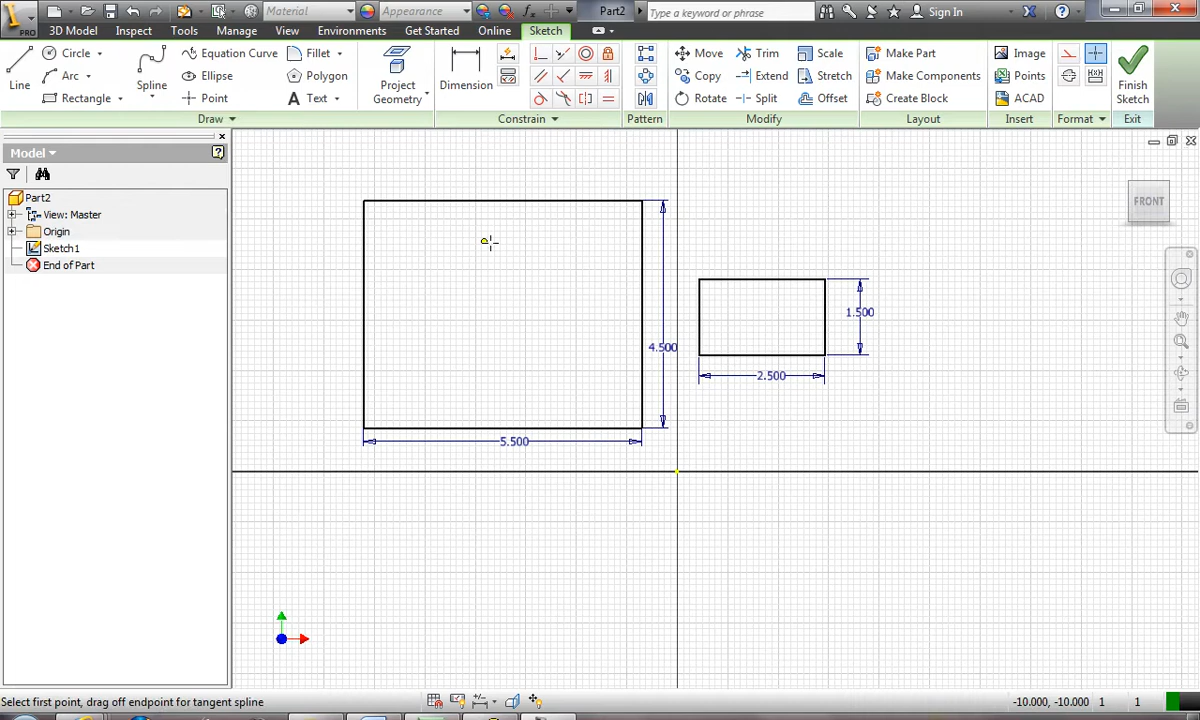 PRO
Material
Appearance
Part2
Type a keyword or phrase
Sign In
3D Model
Inspect
Tools
Manage
View
Environments
Get Started
Online
Sketch
Line
Circle
Arc
Rectangle
Spline
Equation Curve
Ellipse
Point
Fillet
Polygon
Text
Project
Geometry
Dimension
Move
Copy
Rotate
Trim
Extend
Split
Scale
Stretch
Offset
Make Part
Make Components
Create Block
Image
Points
ACAD
Finish
Sketch
Draw
Constrain
Pattern
Modify
Layout
Insert
Format
Exit
Model
Part2
View: Master
Origin
Sketch1
End of Part
FRONT
4.500
5.500
1.500
2.500
Select first point, drag off endpoint for tangent spline
-10.000, -10.000
1
1